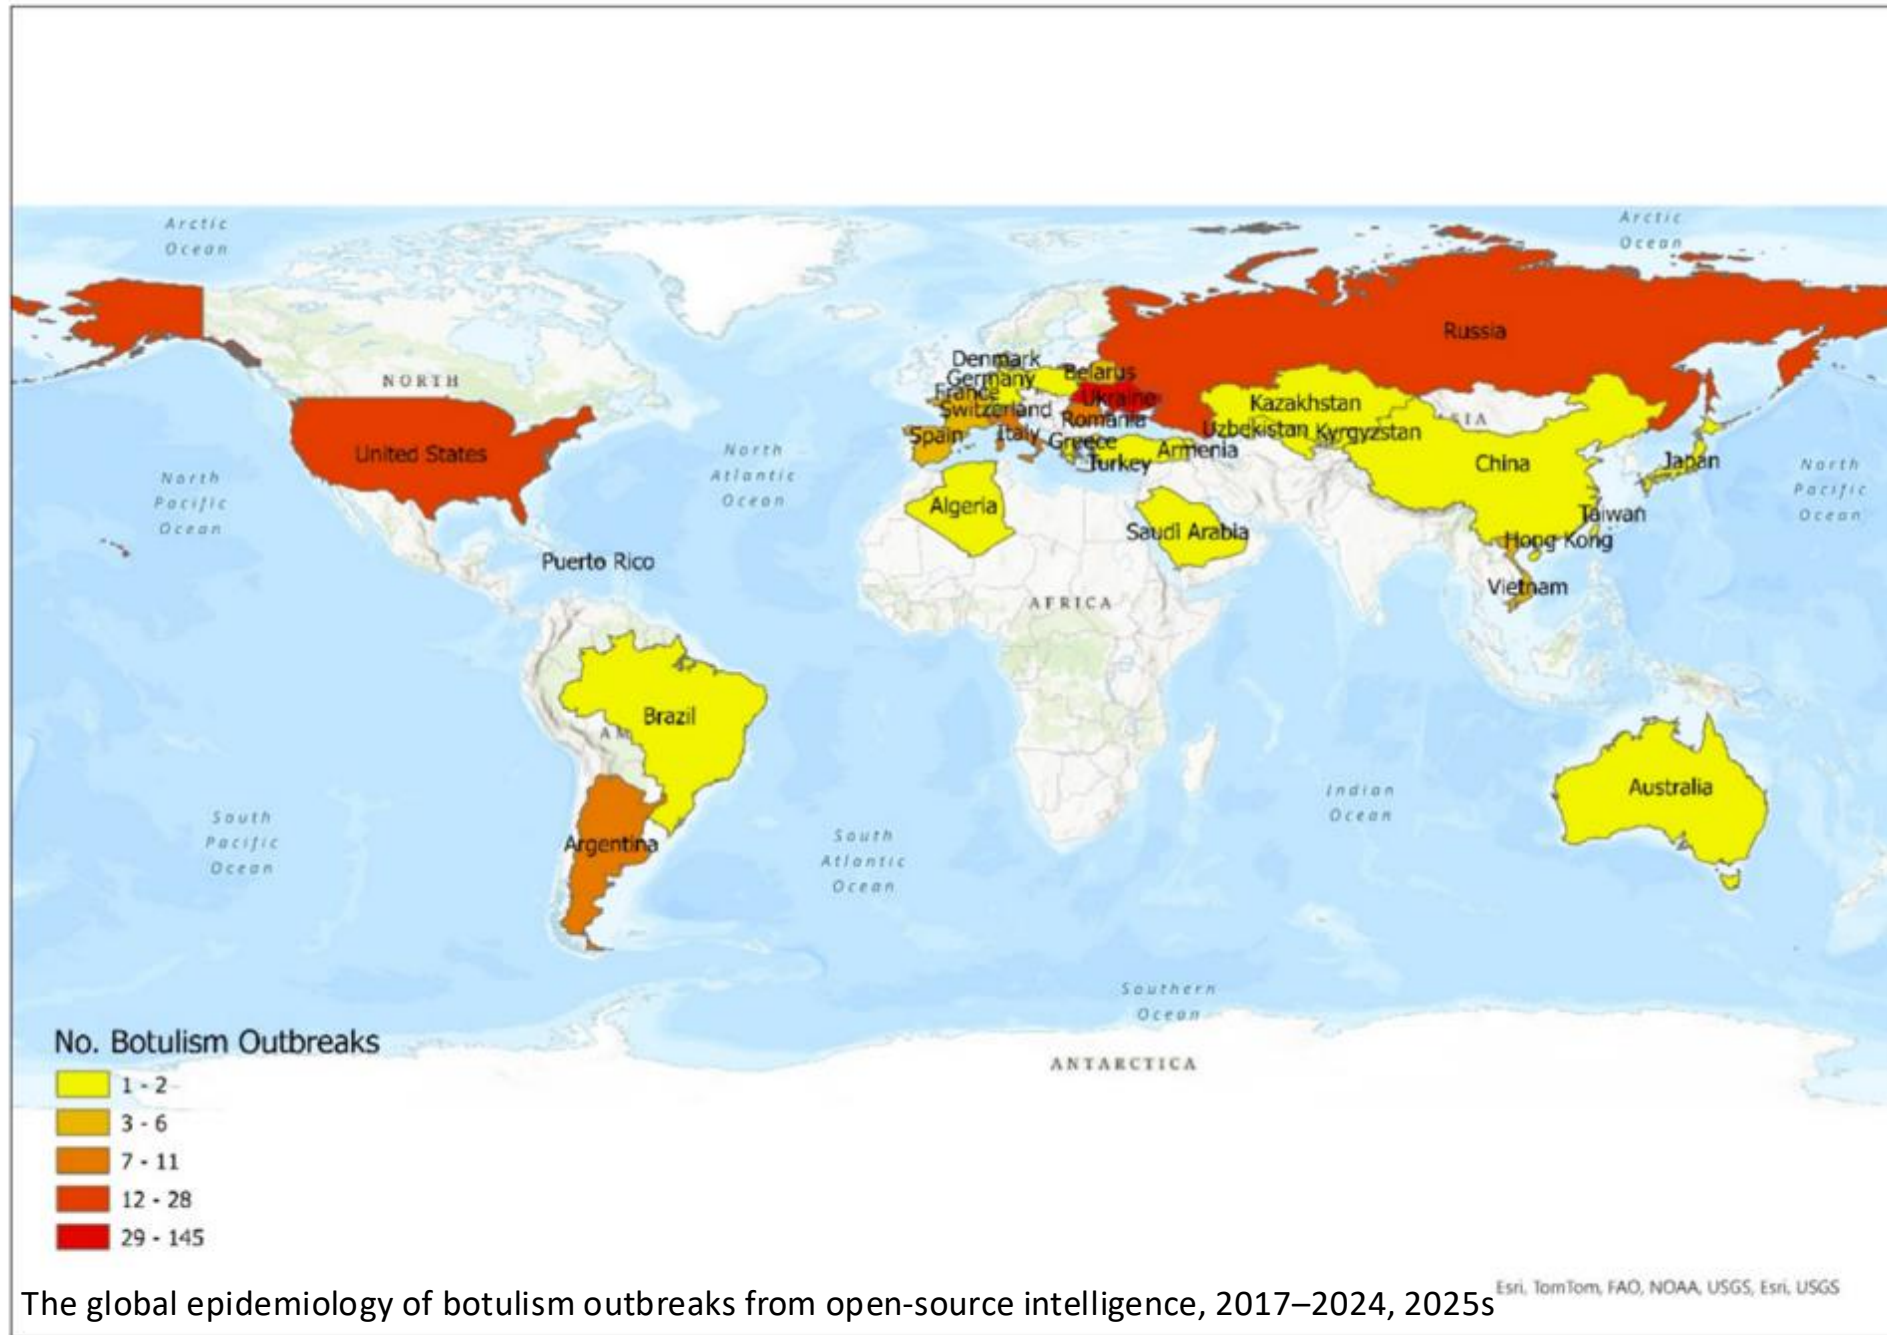 Arctic
Ocean
Arctic
Ocean
Russia
NORTH
Denmark
Germany
Belarus
France
Ukraine
Switzerland
Romania
Kazakhstan
Uzbekistan
Kyrgyzstan
SIA
Spain
Italy
Greece
Armenia
Turkey
United States
China
Japan
North
Pacific
Ocean
North
Atlantic
Ocean
North
Pacific
Ocean
Algeria
Saudi Arabia
Taiwan
Hong Kong
Puerto Rico
Vietnam
AFRICA
Brazil
AM
Australia
Indian
Ocean
South
Pacific
Ocean
Argentina
South
Atlantic
Ocean
Southern
Ocean
ANTARCTICA
No. Botulism Outbreaks
1 - 2
3 - 6
7 - 11
12 - 28
29 - 145
Esri, TomTom, FAO, NOAA, USGS, Esri, USGS
The global epidemiology of botulism outbreaks from open-source intelligence, 2017–2024, 2025s